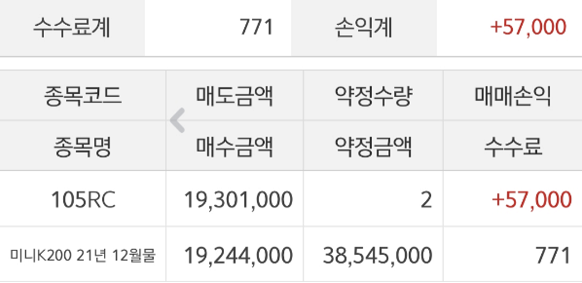 수수료계 771 손익계 +57,000
종목코드 매도금액 약정수량 매매손익
종목명 매수금액 약정금액 수수료
105RC 19,301,000 2 +57,000
미니K200 21년 12월물 19,244,000 38,545,000 771